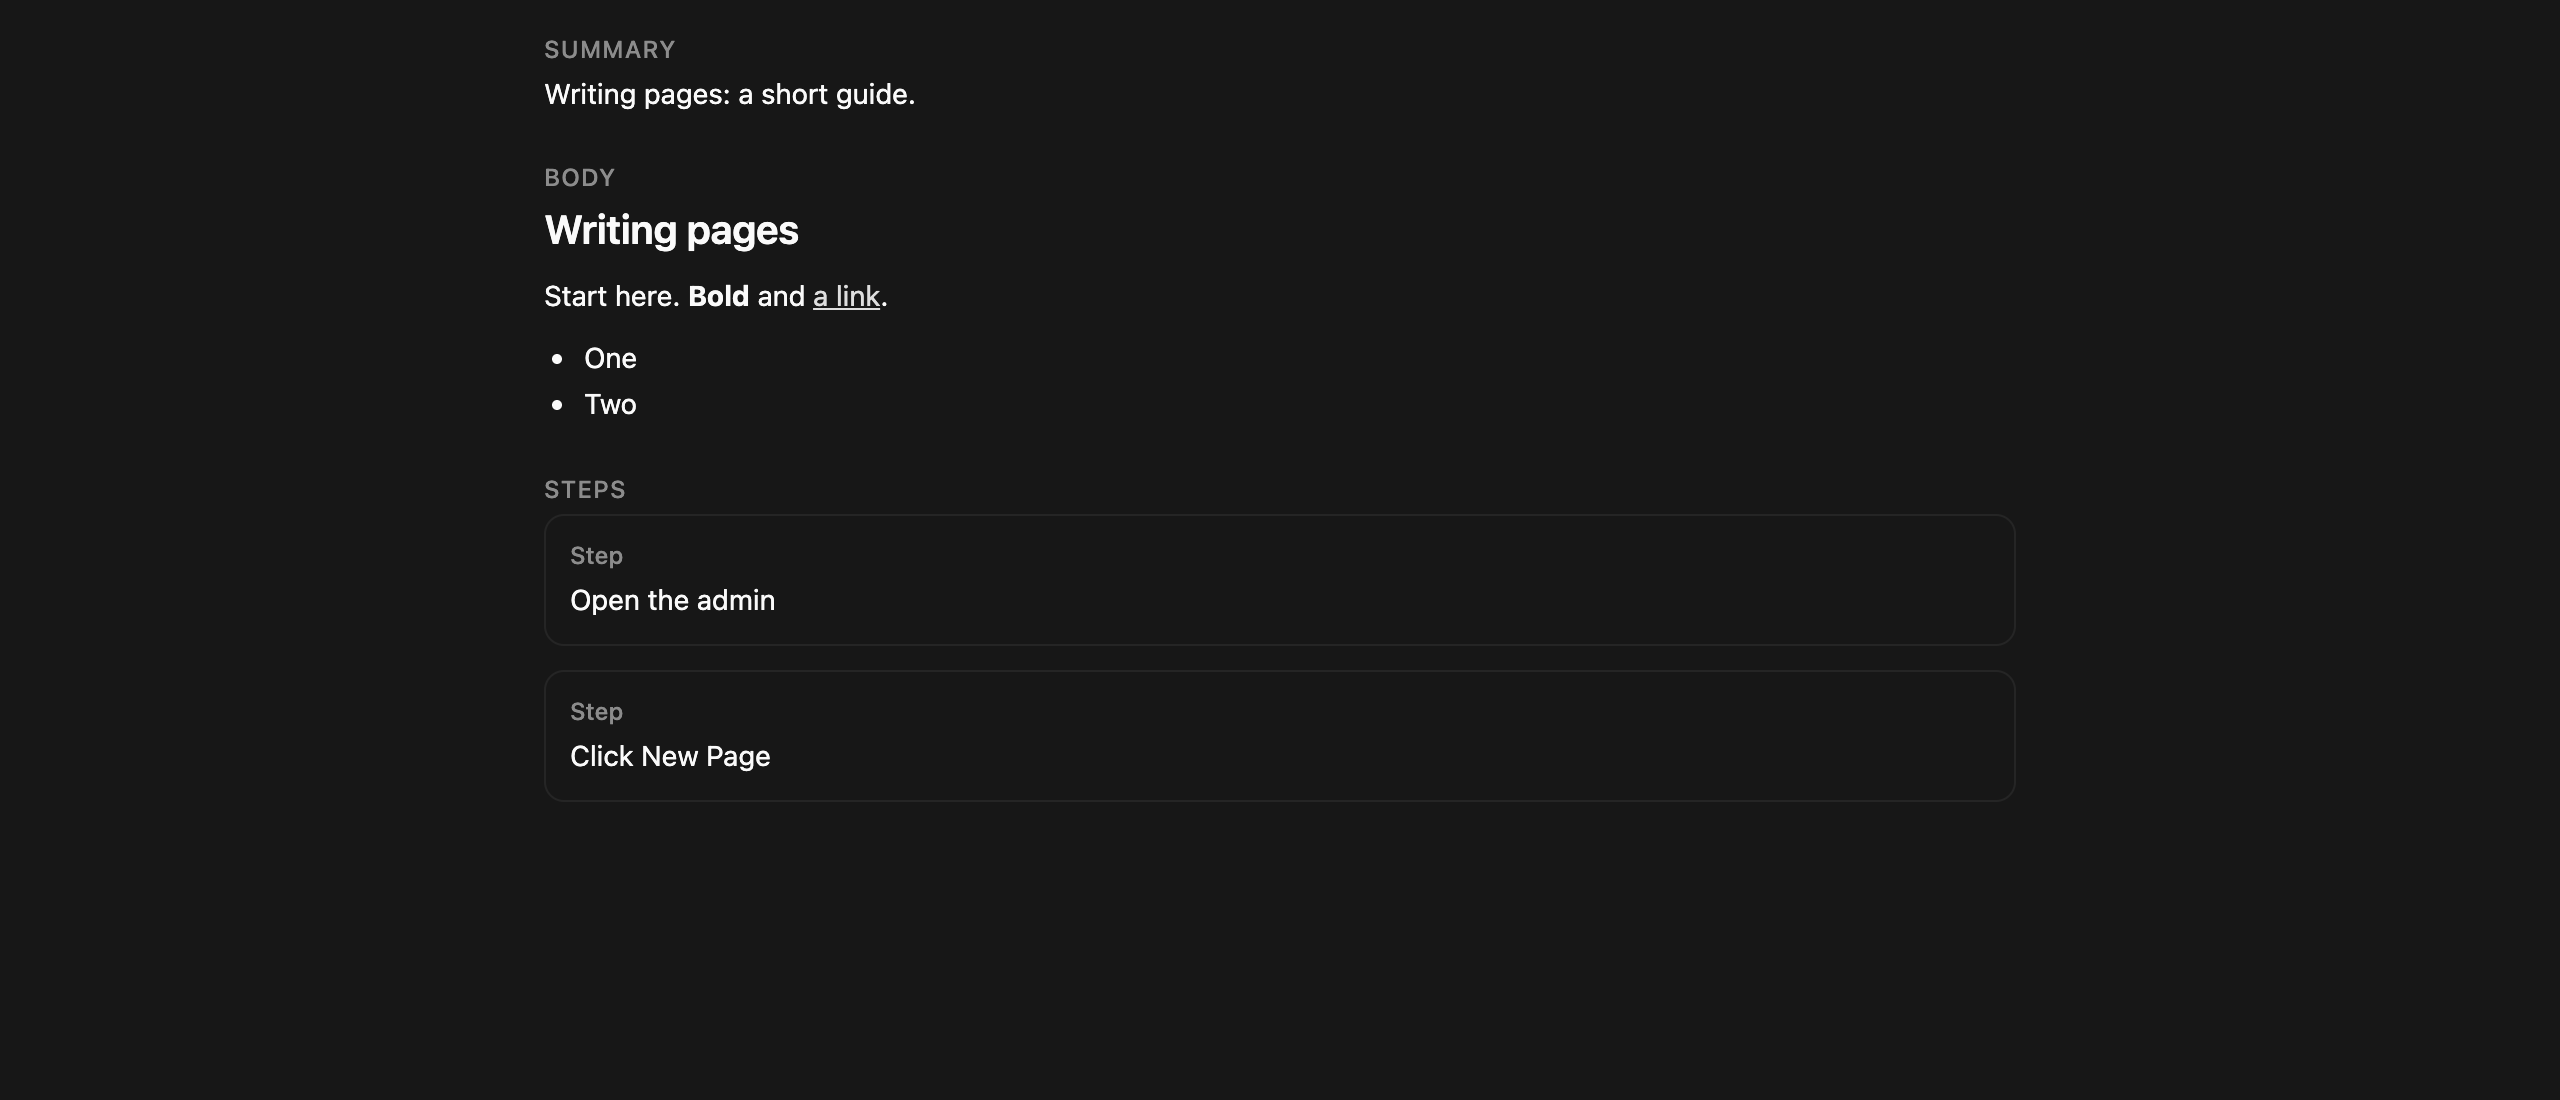 SUMMARY
Writing pages: a short guide.
BODY
Writing pages
Start here. Bold and a link.
One
Two
STEPS
Step
Open the admin
Step
Click New Page